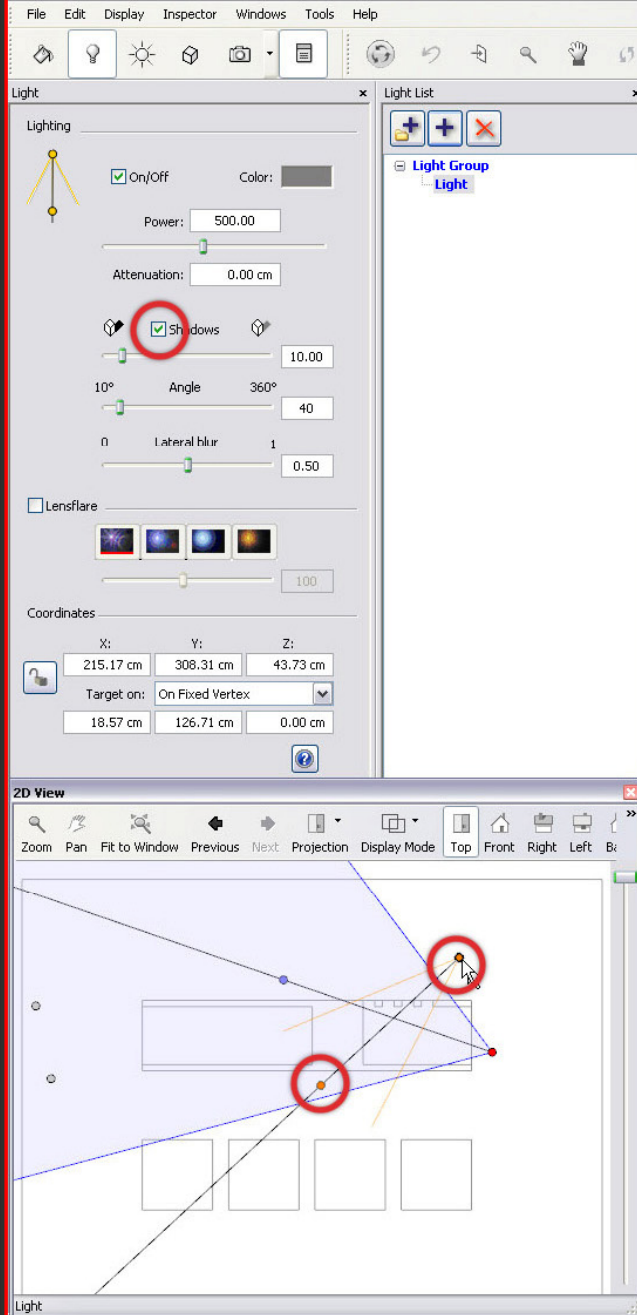 File Edit Display Inspector Windows Tools Help
Light
Lighting
On/Off Color:
Power: 500.00
Attenuation: 0.00 cm
Shadows
10.00
10° Angle 360°
40
0 Lateral blur 1
0.50
Lensflare
100
Coordinates
X: Y: Z:
215.17 cm 308.31 cm 43.73 cm
Target on: On Fixed Vertex
18.57 cm 126.71 cm 0.00 cm
Light List
Light Group
Light
2D View
Zoom Pan Fit to Window Previous Next Projection Display Mode Top Front Right Left
Light